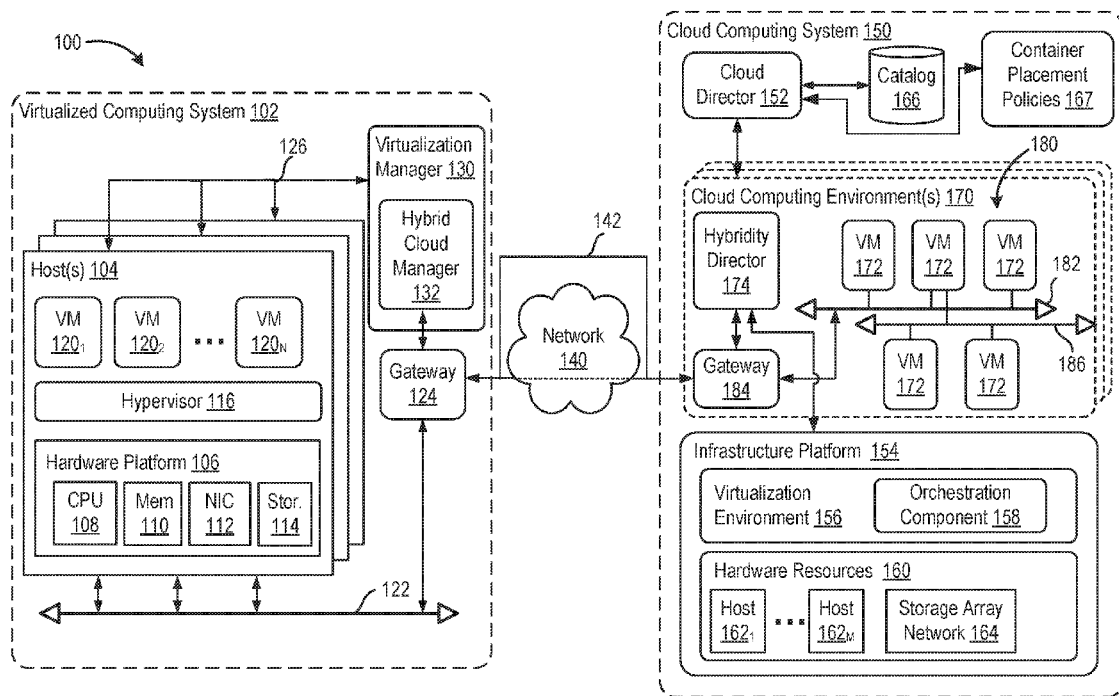 100
Virtualized Computing System 102
126
Virtualization
Manager 130
Hybrid
Cloud
Manager
132
Host(s) 104
VM
120₁
VM
120₂
VM
120ₙ
Hypervisor 116
Hardware Platform 106
CPU
108
Mem
110
NIC
112
Stor.
114
Gateway
124
122
142
Network
140
Cloud Computing System 150
Cloud
Director 152
Catalog
166
Container
Placement
Policies 167
180
Cloud Computing Environment(s) 170
Hybridity
Director
174
VM
172
VM
172
VM
172
182
186
VM
172
VM
172
Gateway
184
Infrastructure Platform 154
Virtualization
Environment 156
Orchestration
Component 158
Hardware Resources 160
Host
162₁
Host
162ₘ
Storage Array
Network 164